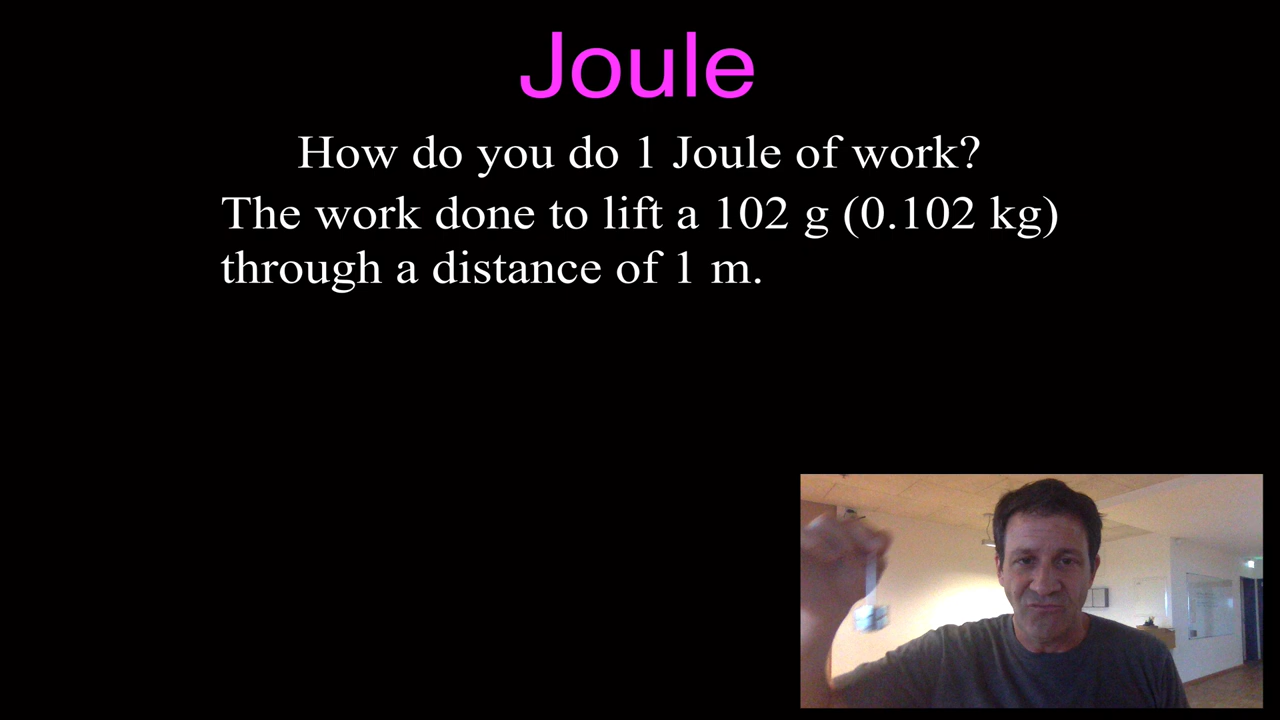 Joule
How do you do 1 Joule of work?
The work done to lift a 102 g (0.102 kg)
through a distance of 1 m.